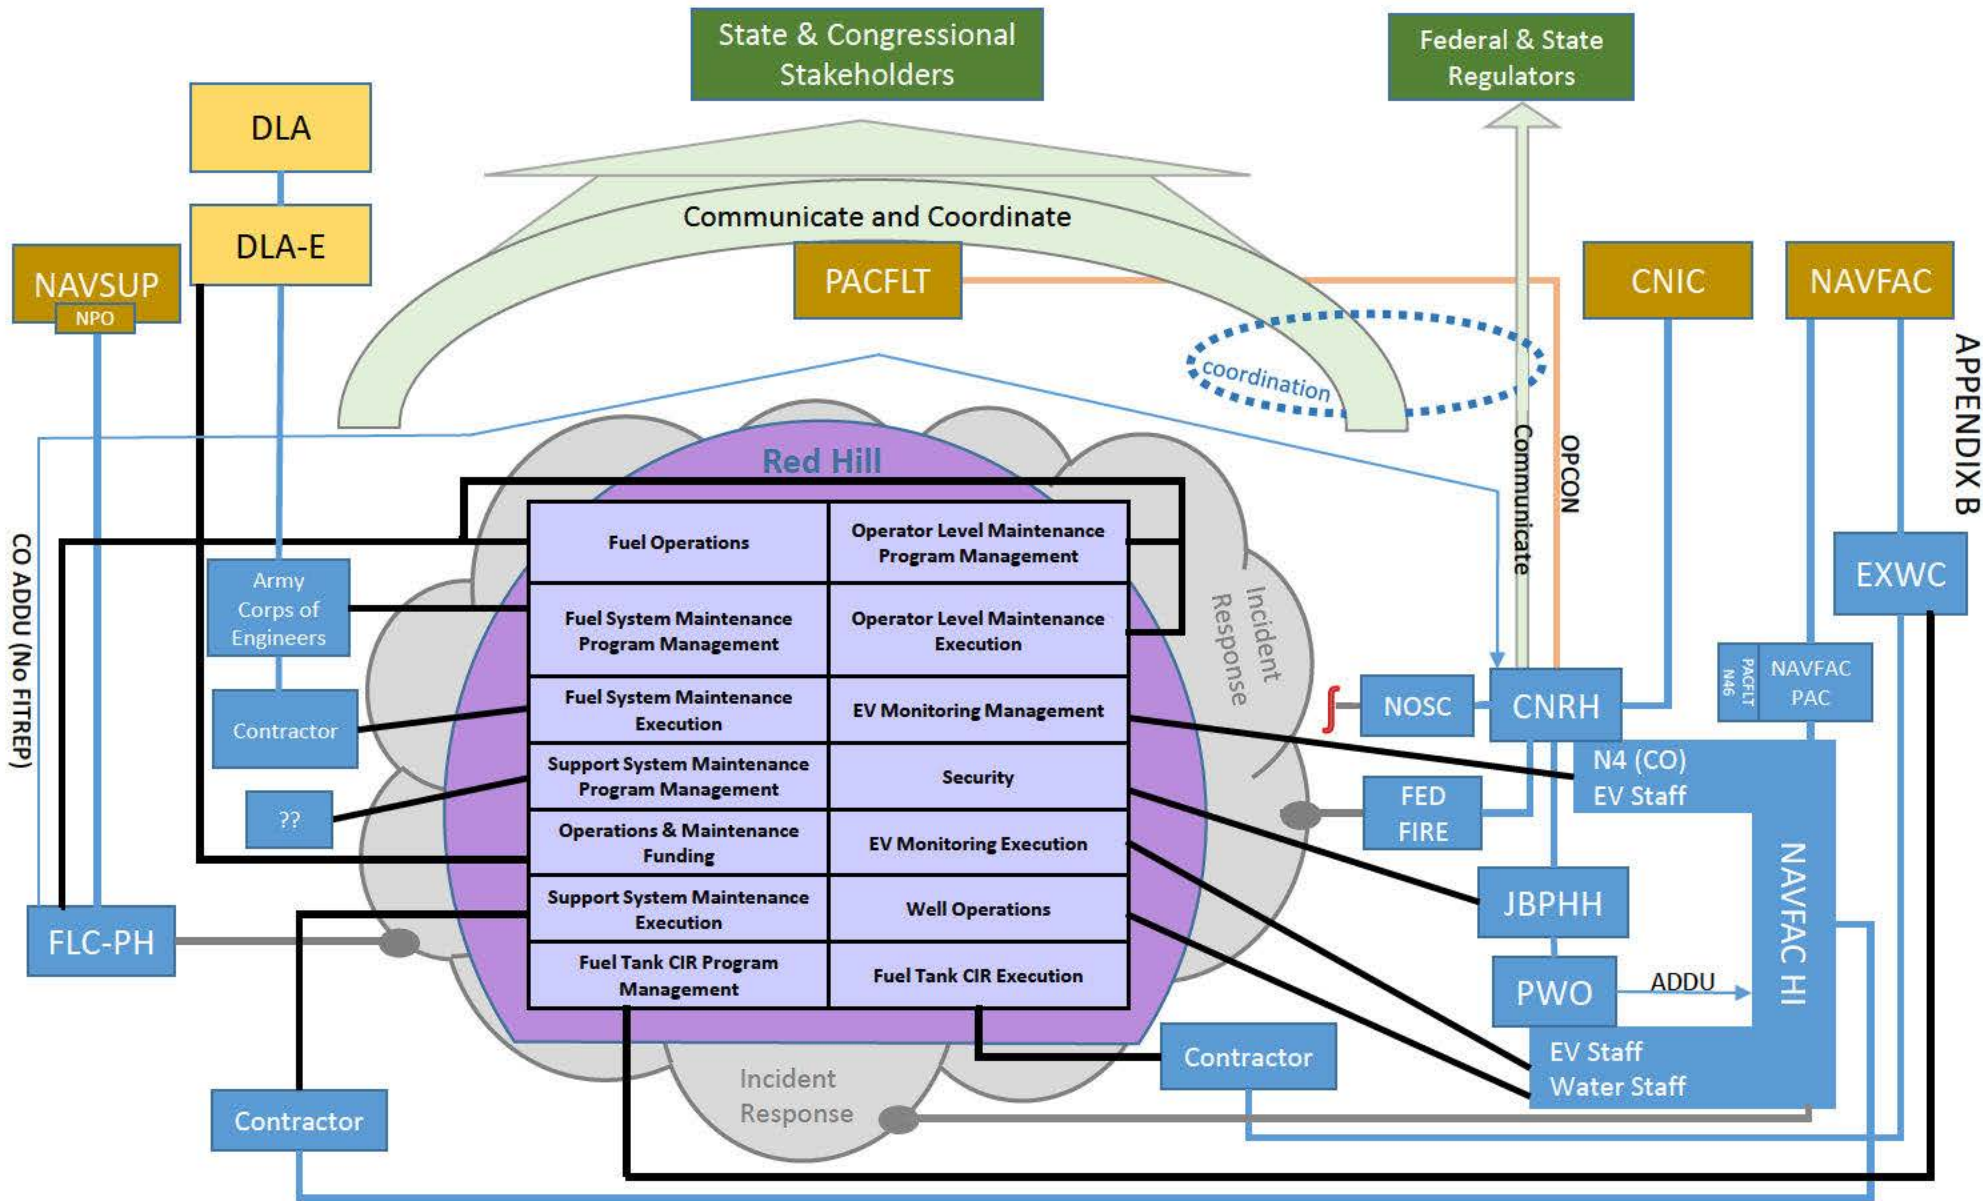 State & Congressional
Stakeholders
Federal & State
Regulators
DLA
DLA-E
NAVSUP
NPO
Communicate and Coordinate
PACFLT
CNIC
NAVFAC
APPENDIX B
coordination
Communicate
OPCON
CO ADDU (No FITREP)
Red Hill
Fuel Operations
Operator Level Maintenance
Program Management
Fuel System Maintenance
Program Management
Operator Level Maintenance
Execution
Fuel System Maintenance
Execution
EV Monitoring Management
Support System Maintenance
Program Management
Security
Operations & Maintenance
Funding
EV Monitoring Execution
Support System Maintenance
Execution
Well Operations
Fuel Tank CIR Program
Management
Fuel Tank CIR Execution
Incident
Response
Incident
Response
Army
Corps of
Engineers
Contractor
??
FLC-PH
Contractor
Contractor
EXWC
PACFLT
N46
NAVFAC
PAC
NOSC
CNRH
N4 (CO)
EV Staff
FED
FIRE
JBPHH
PWO
ADDU
NAVFAC HI
EV Staff
Water Staff